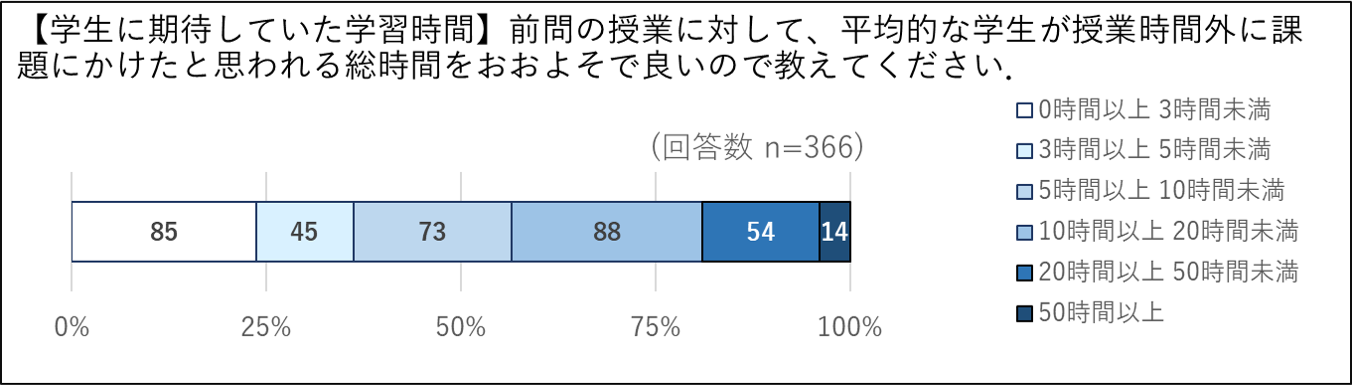 【学生に期待していた学習時間】前問の授業に対して、平均的な学生が授業時間外に課
題にかけたと思われる総時間をおおよそで良いので教えてください．
（回答数 n=366）
85 45 73 88 54 14
0% 25% 50% 75% 100%
0時間以上 3時間未満
3時間以上 5時間未満
5時間以上 10時間未満
10時間以上 20時間未満
20時間以上 50時間未満
50時間以上